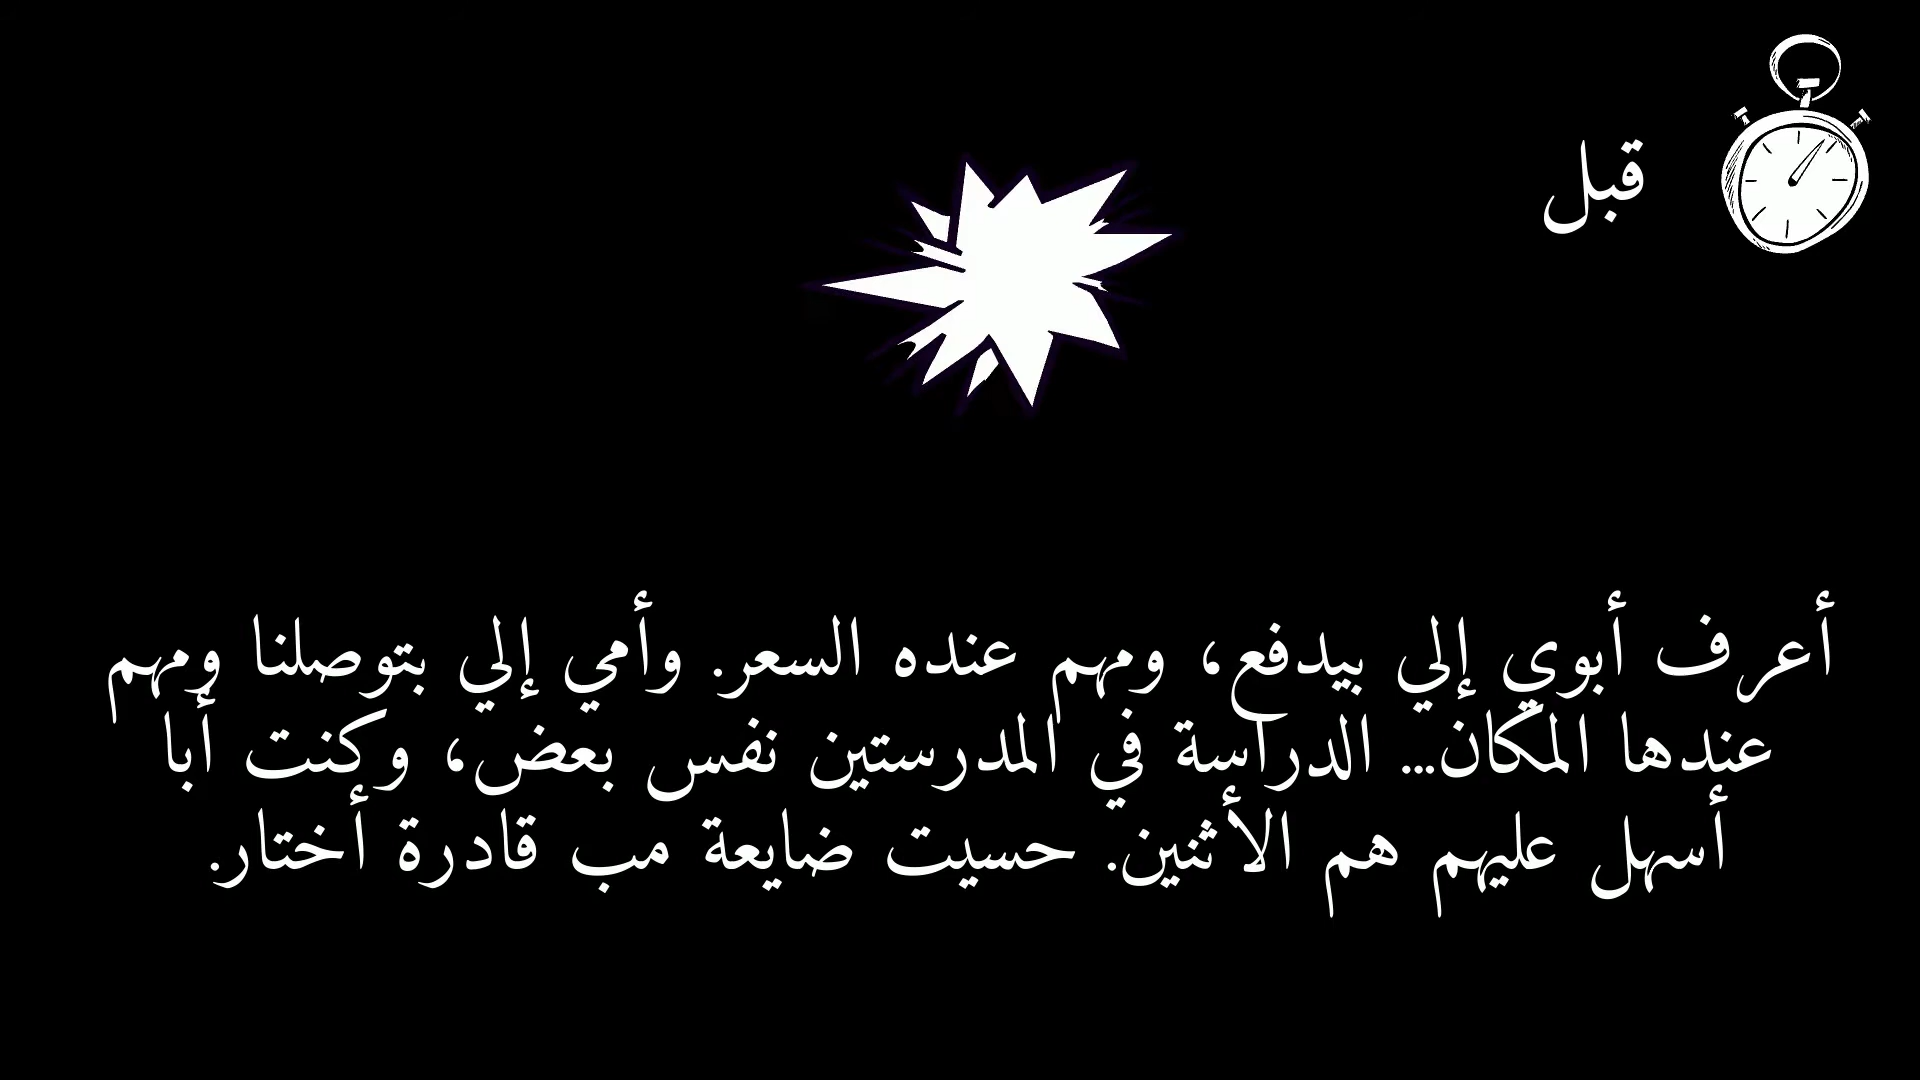 قبل
أعرف أبوي إلي بيدفع، ومهم عنده السعر. وأمي إلي بتوصلنا ومهم
عندها المكان... الدراسة في المدرستين نفس بعض، وكنت أبا
أسهل عليهم هم الأثنين. حسيت ضايعة مب قادرة أختار.